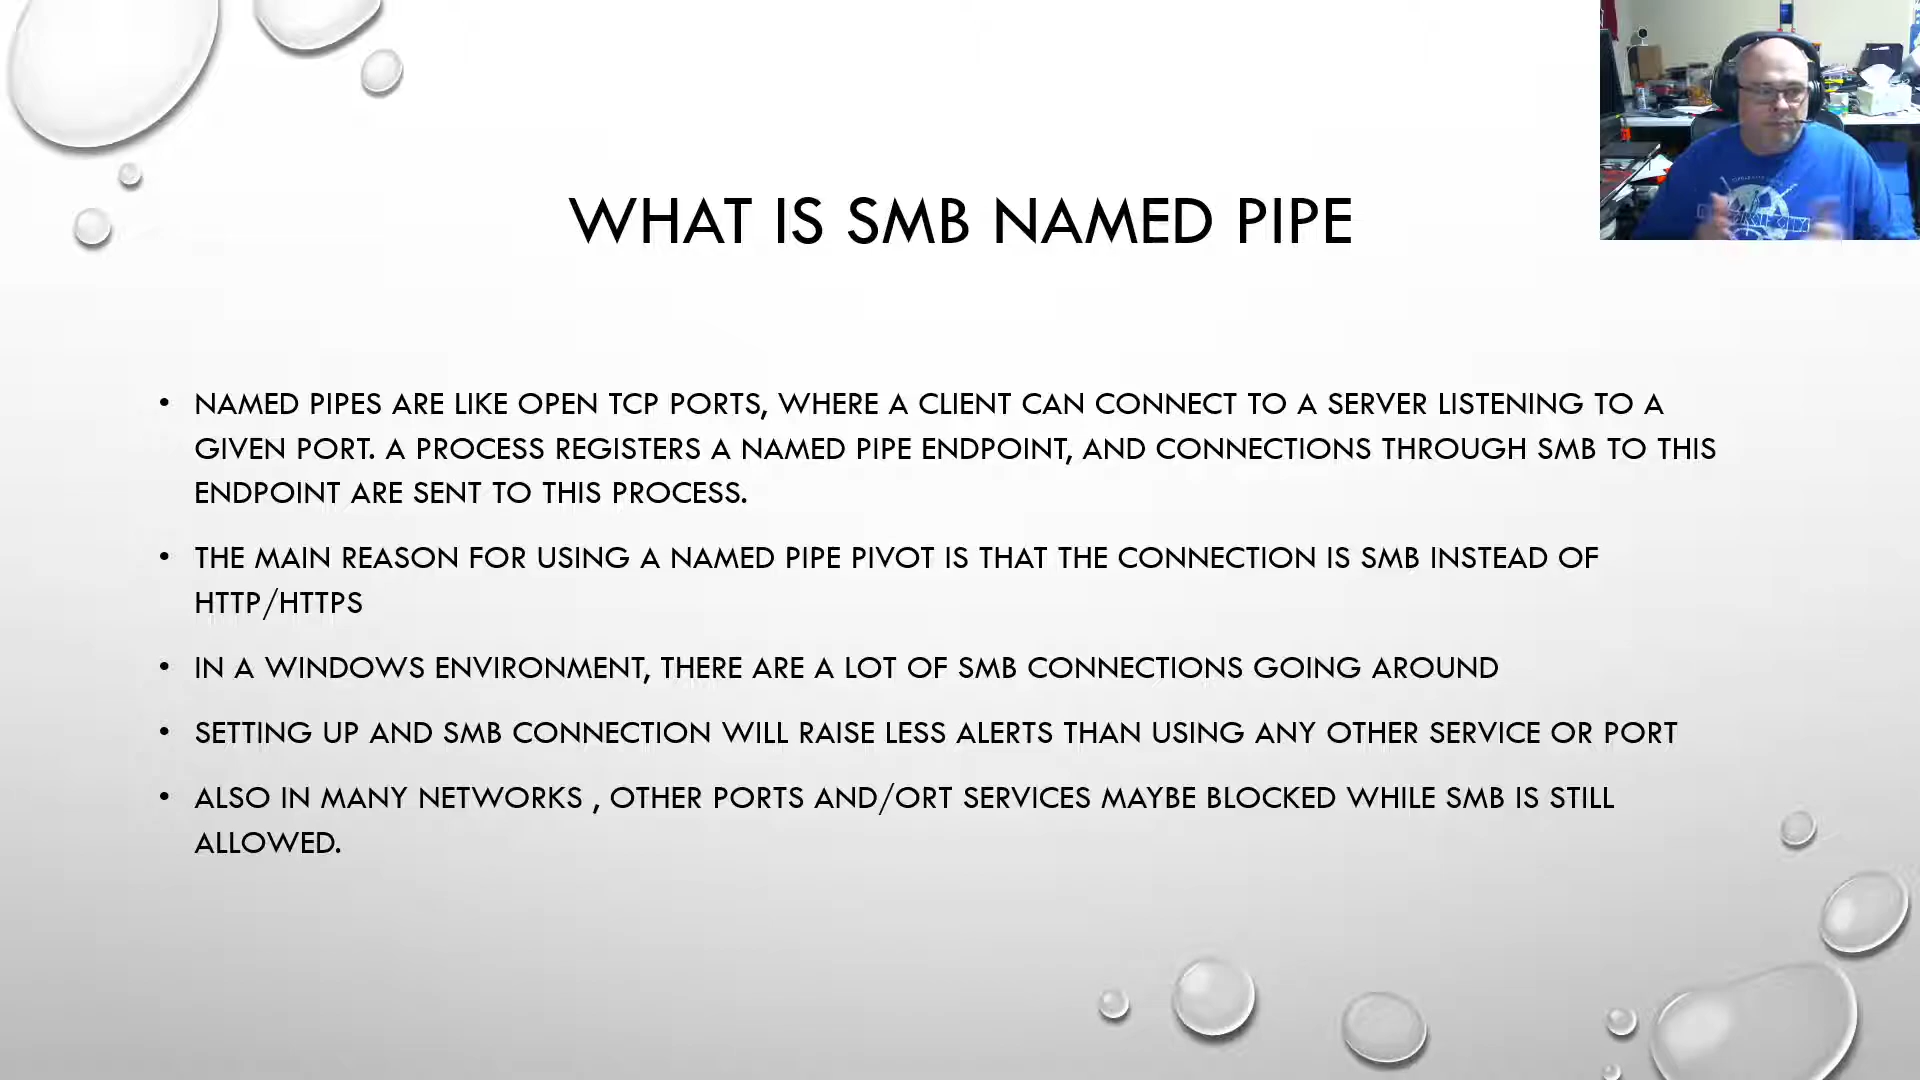 WHAT IS SMB NAMED PIPE
• NAMED PIPES ARE LIKE OPEN TCP PORTS, WHERE A CLIENT CAN CONNECT TO A SERVER LISTENING TO A
GIVEN PORT. A PROCESS REGISTERS A NAMED PIPE ENDPOINT, AND CONNECTIONS THROUGH SMB TO THIS
ENDPOINT ARE SENT TO THIS PROCESS.
• THE MAIN REASON FOR USING A NAMED PIPE PIVOT IS THAT THE CONNECTION IS SMB INSTEAD OF
HTTP/HTTPS
• IN A WINDOWS ENVIRONMENT, THERE ARE A LOT OF SMB CONNECTIONS GOING AROUND
• SETTING UP AND SMB CONNECTION WILL RAISE LESS ALERTS THAN USING ANY OTHER SERVICE OR PORT
• ALSO IN MANY NETWORKS , OTHER PORTS AND/ORT SERVICES MAYBE BLOCKED WHILE SMB IS STILL
ALLOWED.